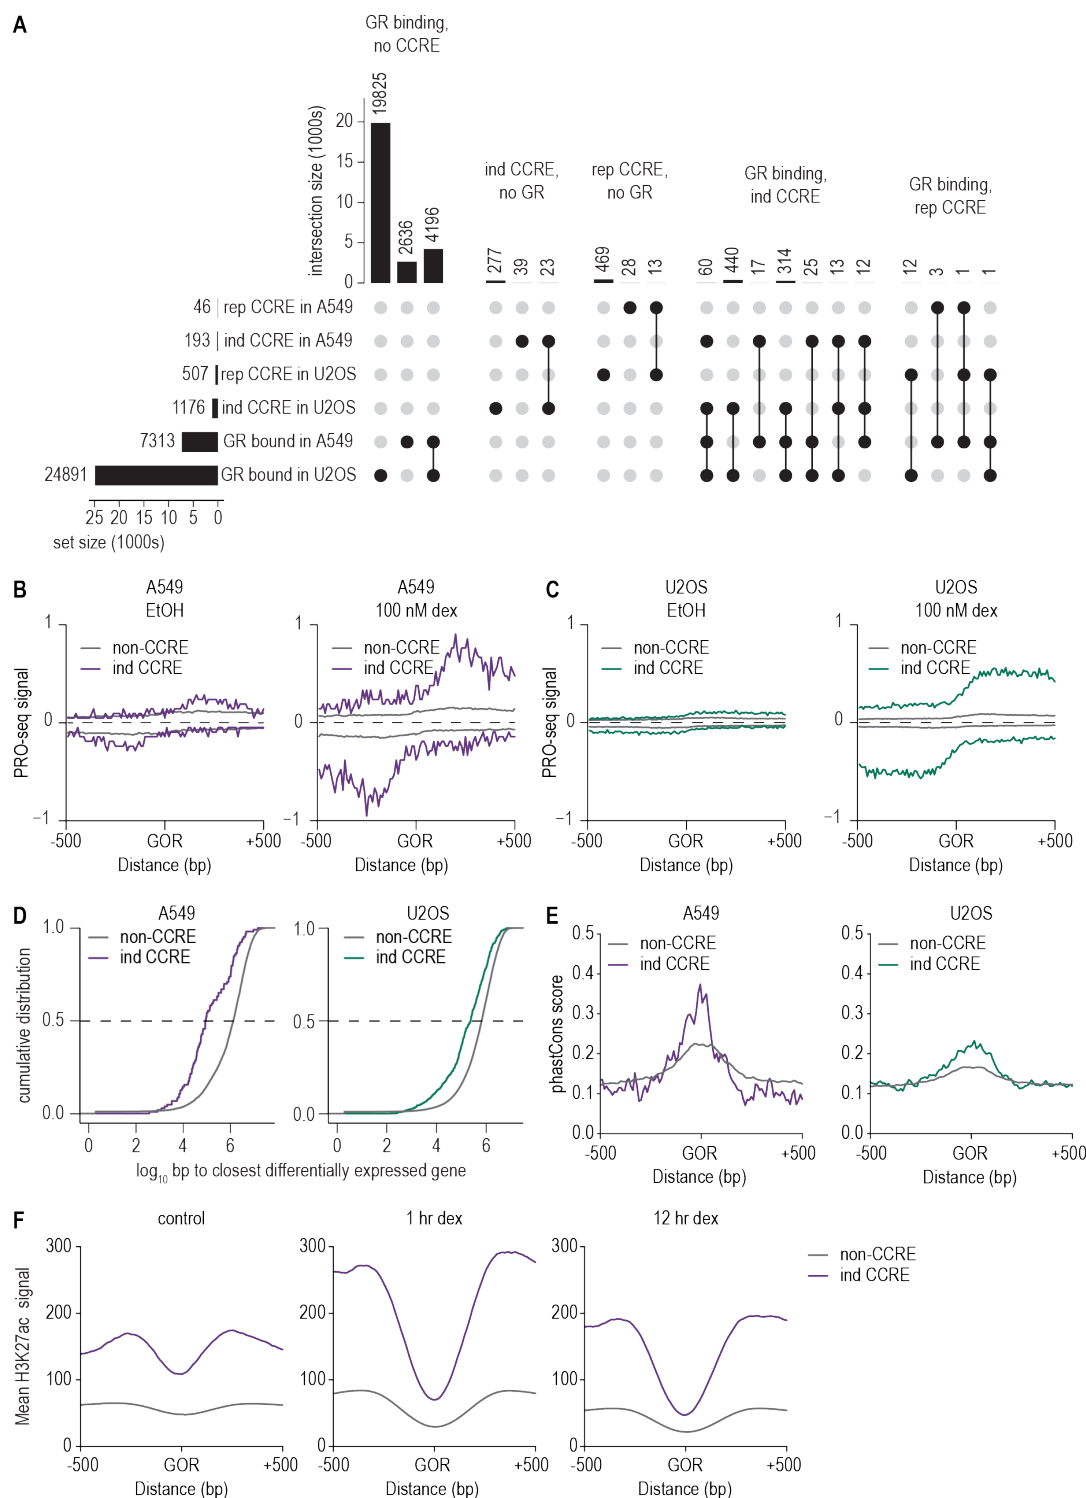 A
GR binding,
no CCRE
ind CCRE,
no GR
rep CCRE,
no GR
GR binding,
ind CCRE
GR binding,
rep CCRE
intersection size (1000s)
20
15
10
5
0
19825
2636
4196
277
39
23
469
28
13
60
440
17
314
25
13
12
12
3
1
1
46 rep CCRE in A549
193 ind CCRE in A549
507 rep CCRE in U2OS
1176 ind CCRE in U2OS
7313 GR bound in A549
24891 GR bound in U2OS
25 20 15 10 5 0
set size (1000s)
B
A549
EtOH
A549
100 nM dex
PRO-seq signal
1
0
−1
non-CCRE
ind CCRE
-500 GOR +500
Distance (bp)
1
0
−1
non-CCRE
ind CCRE
-500 GOR +500
Distance (bp)
C
U2OS
EtOH
U2OS
100 nM dex
PRO-seq signal
1
0
−1
non-CCRE
ind CCRE
-500 GOR +500
Distance (bp)
1
0
−1
non-CCRE
ind CCRE
-500 GOR +500
Distance (bp)
D
A549
U2OS
cumulative distribution
1.0
0.5
0.0
non-CCRE
ind CCRE
0 2 4 6
1.0
0.5
0.0
non-CCRE
ind CCRE
0 2 4 6
log10 bp to closest differentially expressed gene
E
A549
U2OS
phastCons score
0.5
0.4
0.3
0.2
0.1
0.0
non-CCRE
ind CCRE
-500 GOR +500
Distance (bp)
0.5
0.4
0.3
0.2
0.1
0.0
non-CCRE
ind CCRE
-500 GOR +500
Distance (bp)
F
control
1 hr dex
12 hr dex
Mean H3K27ac signal
300
200
100
0
-500 GOR +500
Distance (bp)
300
200
100
0
-500 GOR +500
Distance (bp)
300
200
100
0
-500 GOR +500
Distance (bp)
non-CCRE
ind CCRE